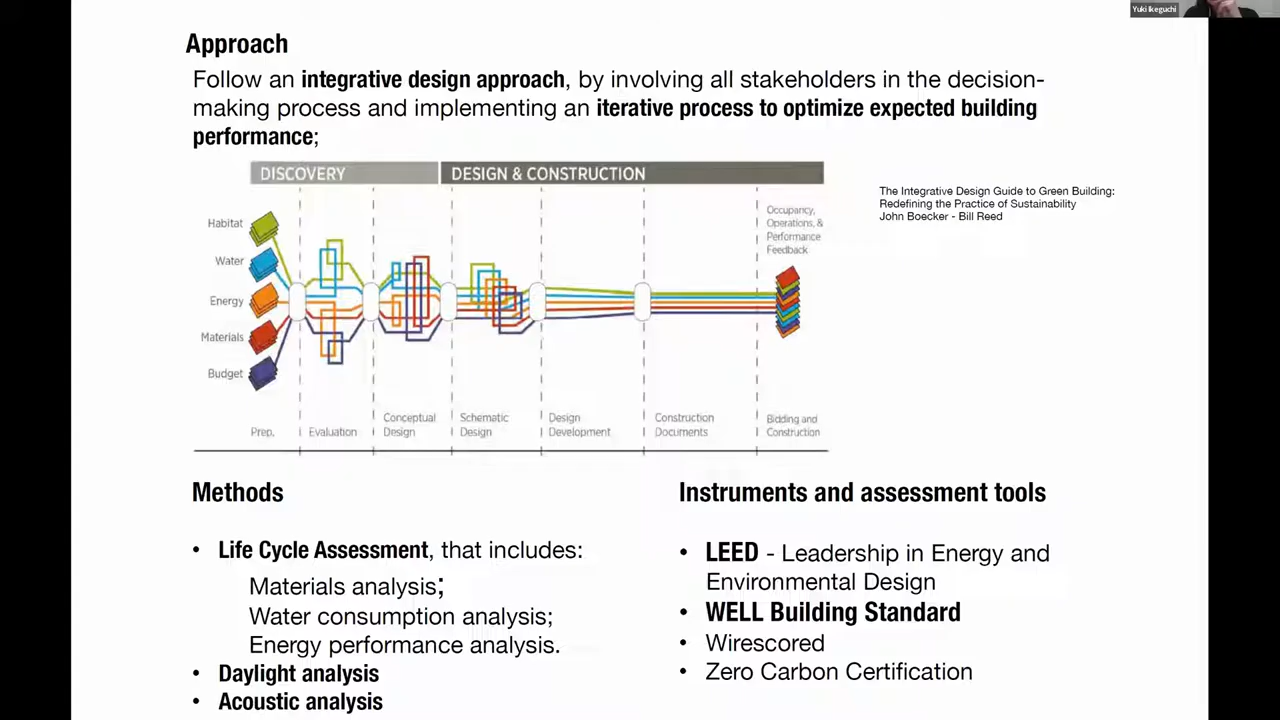 Yuki Ikeguchi
Approach
Follow an integrative design approach, by involving all stakeholders in the decision-
making process and implementing an iterative process to optimize expected building
performance;
DISCOVERY
DESIGN & CONSTRUCTION
The Integrative Design Guide to Green Building:
Redefining the Practice of Sustainability
John Boecker - Bill Reed
Occupancy,
Operations, &
Performance
Feedback
Habitat
Water
Energy
Materials
Budget
Prep.
Evaluation
Conceptual
Design
Schematic
Design
Design
Development
Construction
Documents
Bidding and
Construction
Methods
• Life Cycle Assessment, that includes:
Materials analysis;
Water consumption analysis;
Energy performance analysis.
• Daylight analysis
• Acoustic analysis
Instruments and assessment tools
• LEED - Leadership in Energy and
Environmental Design
• WELL Building Standard
• Wirescored
• Zero Carbon Certification